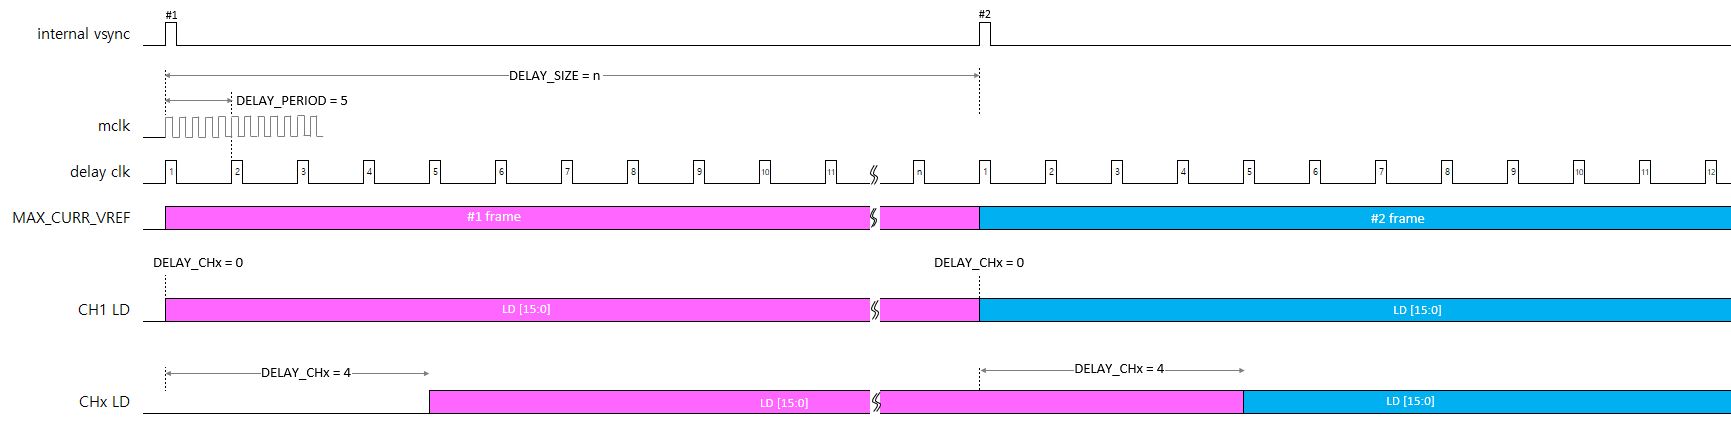 #1 #2
internal vsync
DELAY_SIZE = n
DELAY_PERIOD = 5
mclk
delay clk 1 2 3 4 5 6 7 8 9 10 11 n 1 2 3 4 5 6 7 8 9 10 11 12
MAX_CURR_VREF #1 frame #2 frame
DELAY_CHx = 0 DELAY_CHx = 0
CH1 LD LD [15:0] LD [15:0]
DELAY_CHx = 4 DELAY_CHx = 4
CHx LD LD [15:0] LD [15:0]